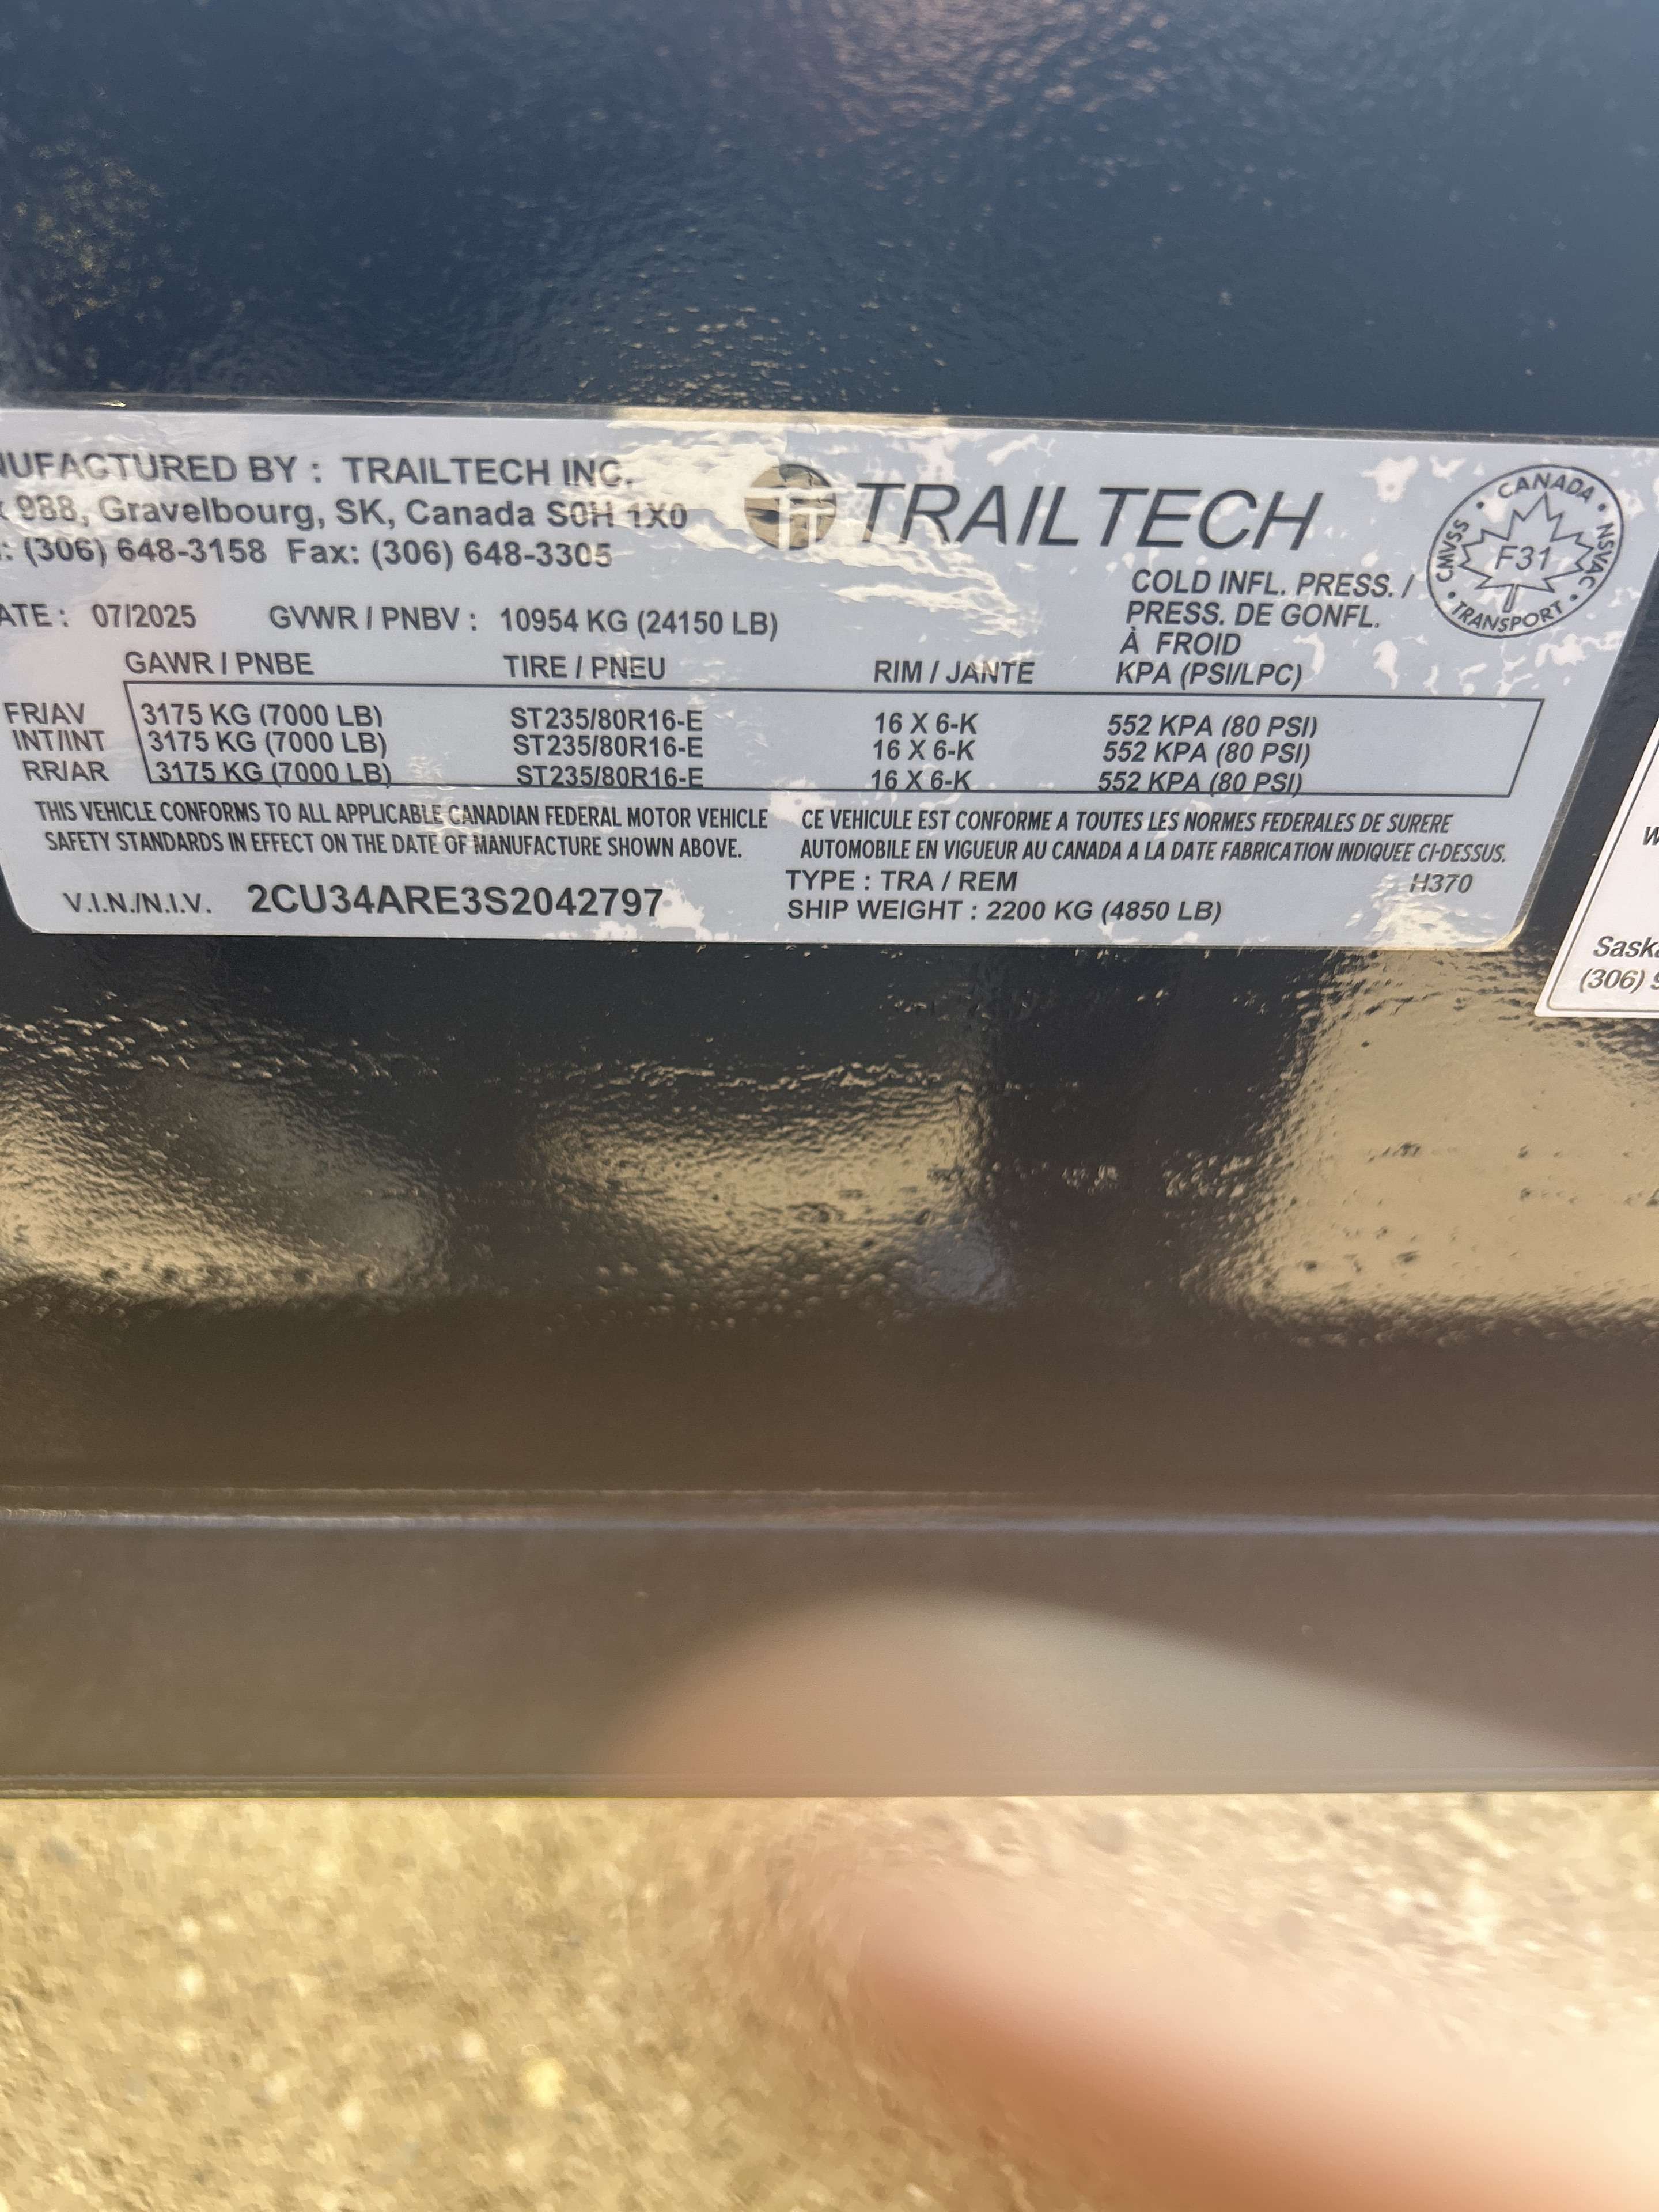 NUFACTURED BY : TRAILTECH INC.
988, Gravelbourg, SK, Canada S0H 1X0
: (306) 648-3158 Fax: (306) 648-3305
TRAILTECH
CANADA · NSVAC · TRANSPORT · CMVSS ·
F31
COLD INFL. PRESS. /
PRESS. DE GONFL.
À FROID
KPA (PSI/LPC)
ATE : 07/2025 GVWR / PNBV : 10954 KG (24150 LB)
GAWR / PNBE TIRE / PNEU RIM / JANTE
FR/AV 3175 KG (7000 LB) ST235/80R16-E 16 X 6-K 552 KPA (80 PSI)
INT/INT 3175 KG (7000 LB) ST235/80R16-E 16 X 6-K 552 KPA (80 PSI)
RR/AR 3175 KG (7000 LB) ST235/80R16-E 16 X 6-K 552 KPA (80 PSI)
THIS VEHICLE CONFORMS TO ALL APPLICABLE CANADIAN FEDERAL MOTOR VEHICLE
SAFETY STANDARDS IN EFFECT ON THE DATE OF MANUFACTURE SHOWN ABOVE.
CE VEHICULE EST CONFORME A TOUTES LES NORMES FEDERALES DE SURERE
AUTOMOBILE EN VIGUEUR AU CANADA A LA DATE FABRICATION INDIQUEE CI-DESSUS.
V.I.N./N.I.V. 2CU34ARE3S2042797
TYPE : TRA / REM H370
SHIP WEIGHT : 2200 KG (4850 LB)
W
Saska
(306) 9